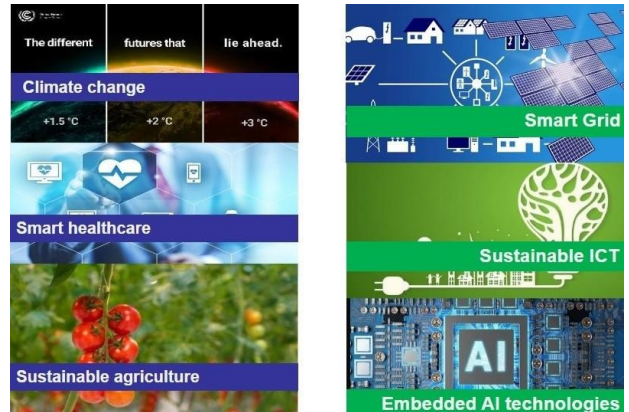 The different futures that lie ahead.
Climate change
+1.5 °C +2 °C +3 °C
Smart healthcare
Sustainable agriculture
Smart Grid
Sustainable ICT
AI
Embedded AI technologies